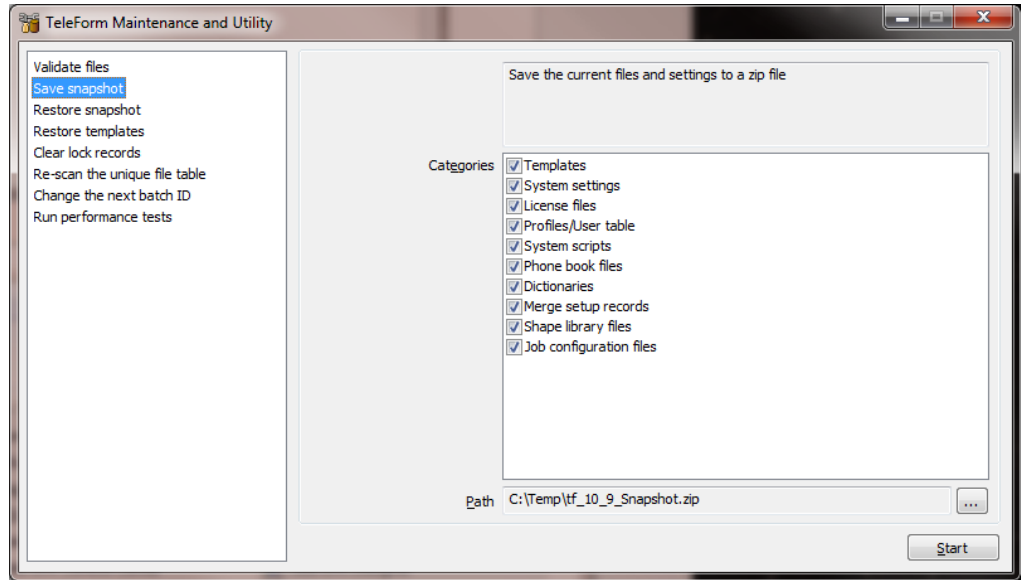 TeleForm Maintenance and Utility
Validate files
Save snapshot
Restore snapshot
Restore templates
Clear lock records
Re-scan the unique file table
Change the next batch ID
Run performance tests
Save the current files and settings to a zip file
Categories
Templates
System settings
License files
Profiles/User table
System scripts
Phone book files
Dictionaries
Merge setup records
Shape library files
Job configuration files
Path C:\Temp\tf_10_9_Snapshot.zip ...
Start